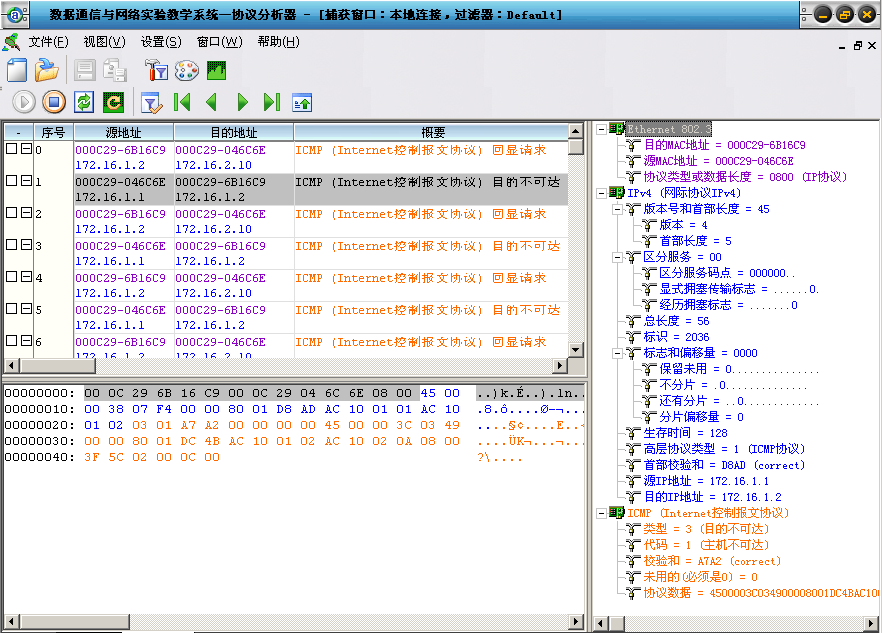 数据通信与网络实验教学系统—协议分析器 - [捕获窗口：本地连接，过滤器：Default]
文件(F) 视图(V) 设置(S) 窗口(W) 帮助(H)
- 序号 源地址 目的地址 概要
0 000C29-6B16C9 000C29-046C6E ICMP (Internet控制报文协议) 回显请求
172.16.1.2 172.16.2.10
1 000C29-046C6E 000C29-6B16C9 ICMP (Internet控制报文协议) 目的不可达
172.16.1.1 172.16.1.2
2 000C29-6B16C9 000C29-046C6E ICMP (Internet控制报文协议) 回显请求
172.16.1.2 172.16.2.10
3 000C29-046C6E 000C29-6B16C9 ICMP (Internet控制报文协议) 目的不可达
172.16.1.1 172.16.1.2
4 000C29-6B16C9 000C29-046C6E ICMP (Internet控制报文协议) 回显请求
172.16.1.2 172.16.2.10
5 000C29-046C6E 000C29-6B16C9 ICMP (Internet控制报文协议) 目的不可达
172.16.1.1 172.16.1.2
6 000C29-6B16C9 000C29-046C6E ICMP (Internet控制报文协议) 回显请求
172.16.1.2 172.16.2.10
00000000: 00 0C 29 6B 16 C9 00 0C 29 04 6C 6E 08 00 45 00 ..)k.É..).ln..
00000010: 00 38 07 F4 00 00 80 01 D8 AD AC 10 01 01 AC 10 .8.ô....Ø-¬...
00000020: 01 02 03 01 A7 A2 00 00 00 00 45 00 00 3C 03 49 ....§¢....E..<
00000030: 00 00 80 01 DC 4B AC 10 01 02 AC 10 02 0A 08 00 ....ÜK¬...¬...
00000040: 3F 5C 02 00 0C 00 ?\....
Ethernet 802.3
目的MAC地址 = 000C29-6B16C9
源MAC地址 = 000C29-046C6E
协议类型或数据长度 = 0800 (IP协议)
IPv4 (网际协议IPv4)
版本号和首部长度 = 45
版本 = 4
首部长度 = 5
区分服务 = 00
区分服务码点 = 000000..
显式拥塞传输标志 = ......0.
经历拥塞标志 = .......0
总长度 = 56
标识 = 2036
标志和偏移量 = 0000
保留未用 = 0...............
不分片 = .0..............
还有分片 = ..0.............
分片偏移量 = 0
生存时间 = 128
高层协议类型 = 1 (ICMP协议)
首部校验和 = D8AD (correct)
源IP地址 = 172.16.1.1
目的IP地址 = 172.16.1.2
ICMP (Internet控制报文协议)
类型 = 3 (目的不可达)
代码 = 1 (主机不可达)
校验和 = A7A2 (correct)
未用的(必须是0) = 0
协议数据 = 4500003C034900008001DC4BAC10